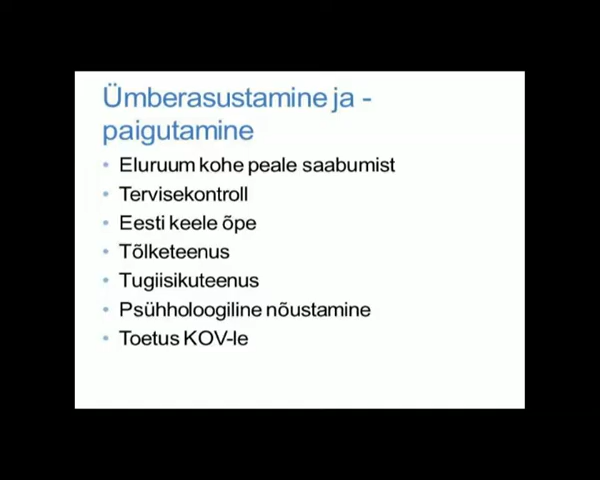 Ümberasustamine ja -
paigutamine
• Eluruum kohe peale saabumist
• Tervisekontroll
• Eesti keele õpe
• Tõlketeenus
• Tugiisikuteenus
• Psühholoogiline nõustamine
• Toetus KOV-le